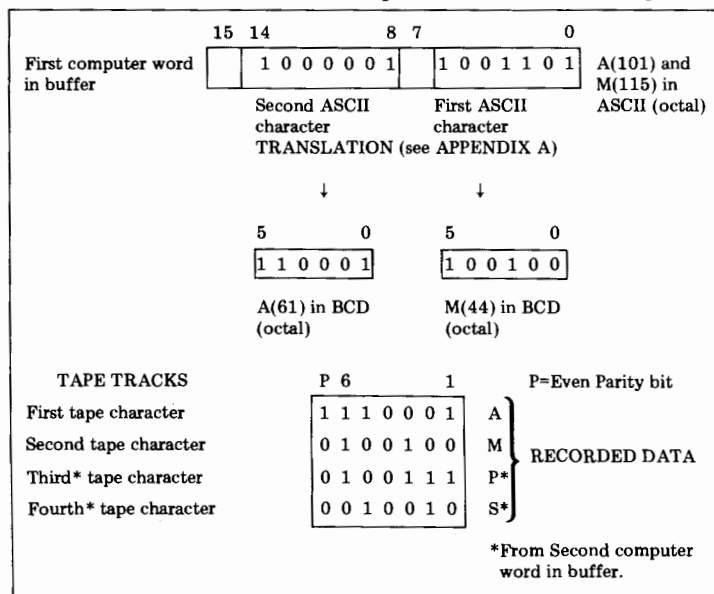 15 14 8 7 0
First computer word 1 0 0 0 0 0 1 1 0 0 1 1 0 1 A(101) and
in buffer M(115) in
ASCII (octal)
Second ASCII First ASCII
character character
TRANSLATION (see APPENDIX A)
↓ ↓
5 0 5 0
1 1 0 0 0 1 1 0 0 1 0 0
A(61) in BCD M(44) in BCD
(octal) (octal)
TAPE TRACKS P 6 1 P=Even Parity bit
First tape character 1 1 1 0 0 0 1 A
Second tape character 0 1 0 0 1 0 0 M
RECORDED DATA
Third* tape character 0 1 0 0 1 1 1 P*
Fourth* tape character 0 0 1 0 0 1 0 S*
*From Second computer
word in buffer.